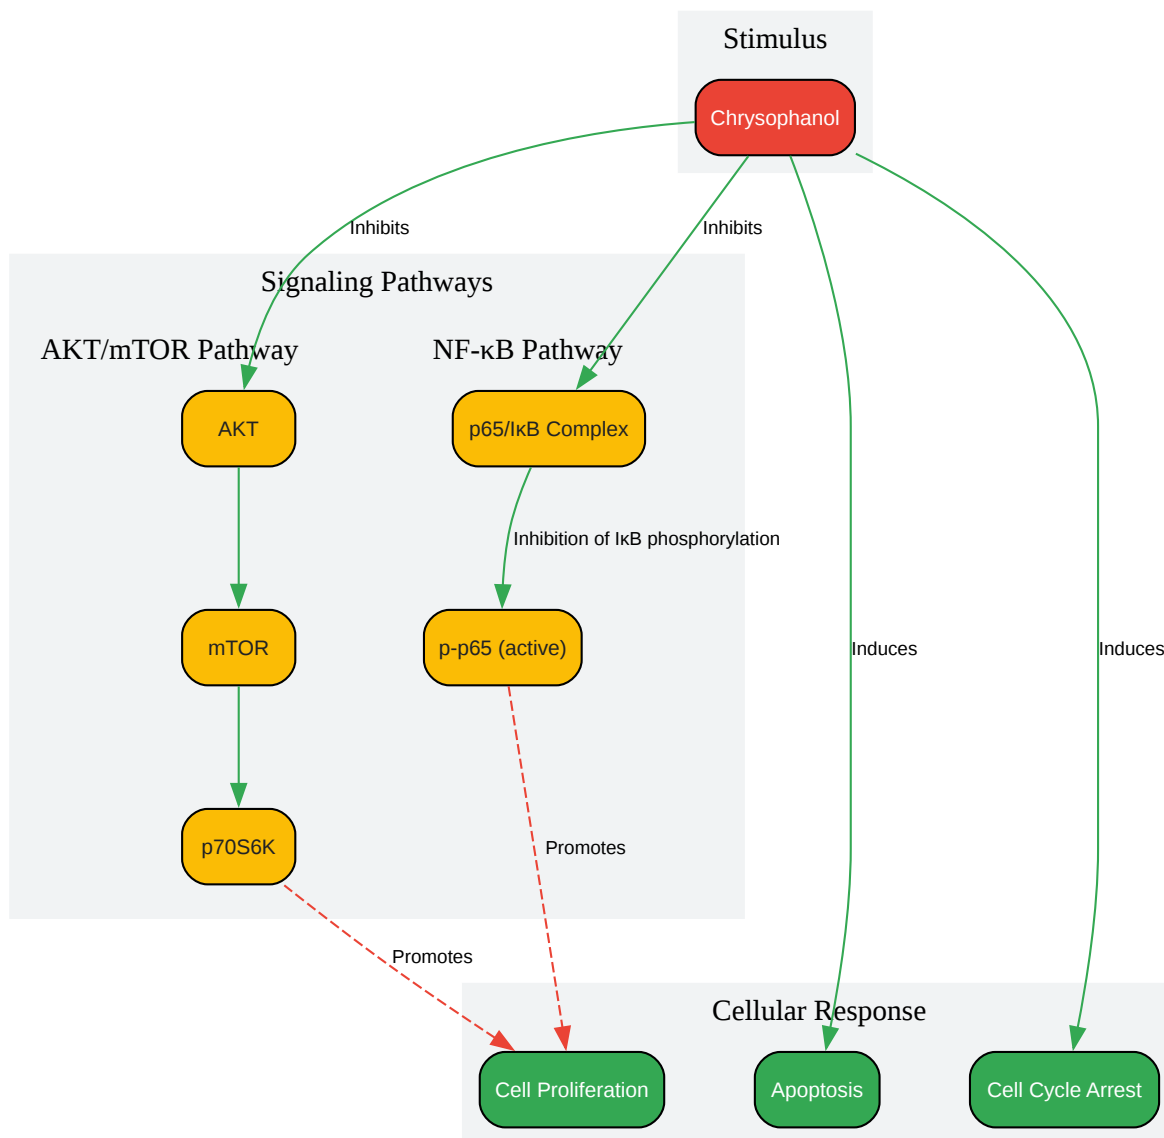 Stimulus
Chrysophanol
Inhibits
Inhibits
Signaling Pathways
AKT/mTOR Pathway
NF-κB Pathway
AKT
p65/IκB Complex
Inhibition of IκB phosphorylation
mTOR
p-p65 (active)
Induces
Induces
p70S6K
Promotes
Promotes
Cellular Response
Cell Proliferation
Apoptosis
Cell Cycle Arrest